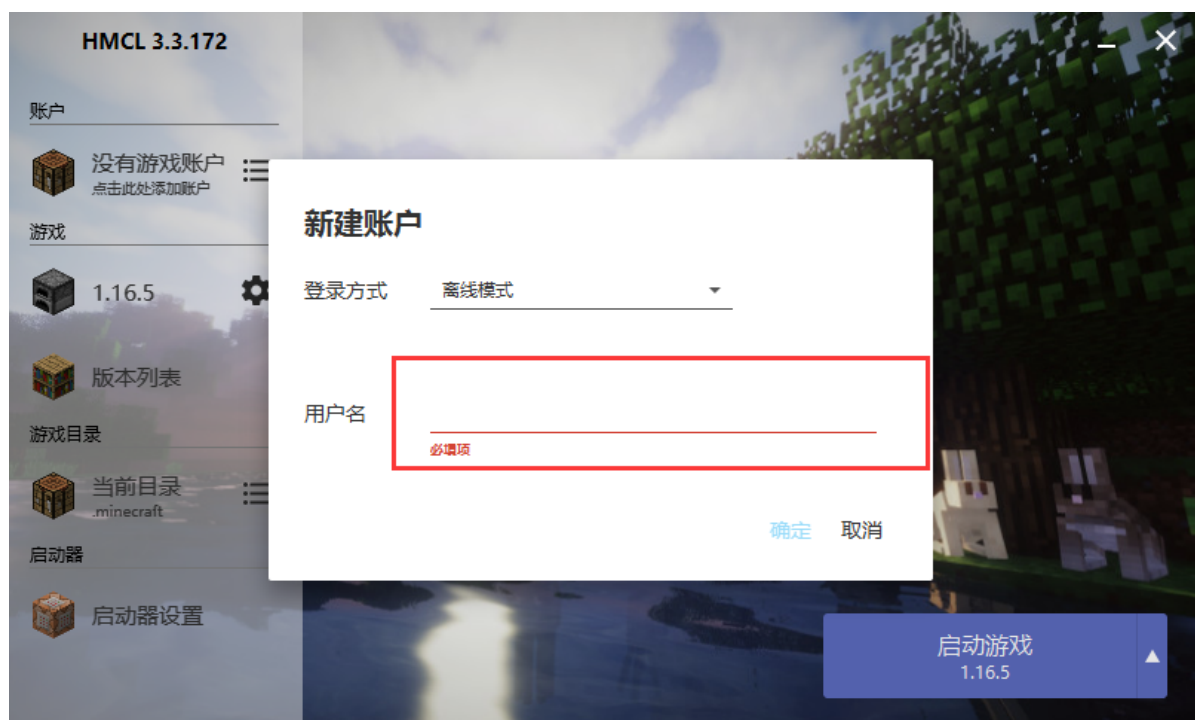 HMCL 3.3.172
账户
没有游戏账户
点击此处添加账户
游戏
1.16.5
版本列表
游戏目录
当前目录
.minecraft
启动器
启动器设置
新建账户
登录方式 离线模式
用户名
必填项
确定 取消
启动游戏
1.16.5